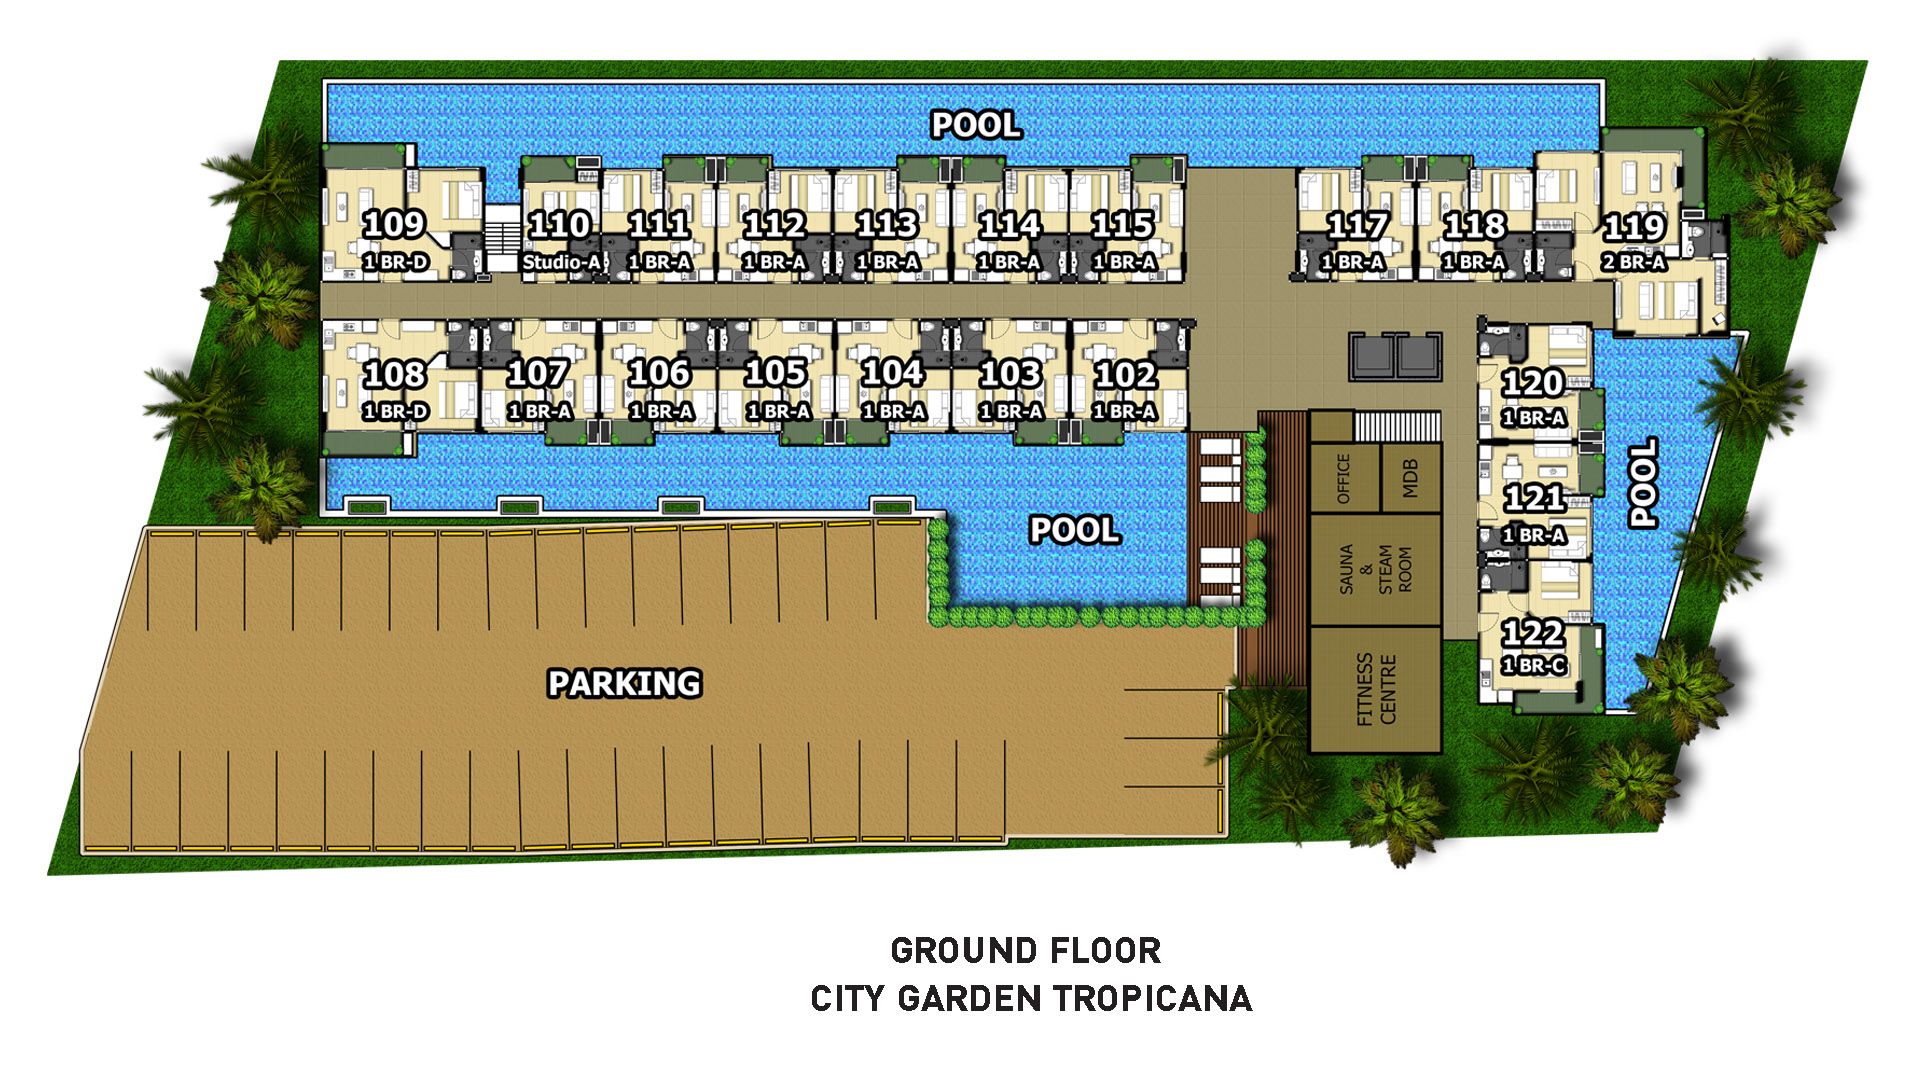 POOL
109
1 BR-D
110
Studio-A
111
1 BR-A
112
1 BR-A
113
1 BR-A
114
1 BR-A
115
1 BR-A
117
1 BR-A
118
1 BR-A
119
2 BR-A
108
1 BR-D
107
1 BR-A
106
1 BR-A
105
1 BR-A
104
1 BR-A
103
1 BR-A
102
1 BR-A
120
1 BR-A
121
1 BR-A
122
1 BR-C
POOL
POOL
OFFICE
MDB
SAUNA
&
STEAM
ROOM
FITNESS
CENTRE
PARKING
GROUND FLOOR
CITY GARDEN TROPICANA